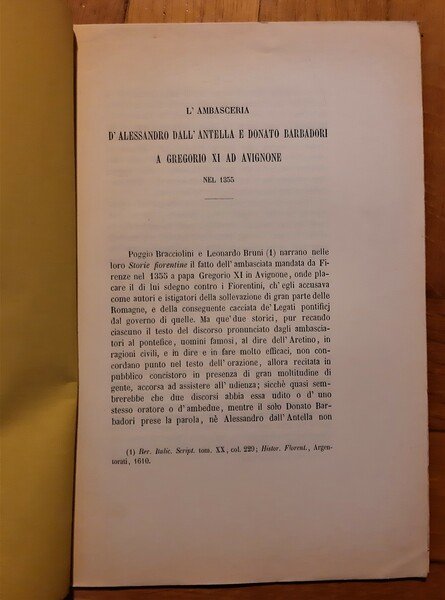 L' AMBASCERIA
D' ALESSANDRO DALL' ANTELLA E DONATO BARBADORI
A GREGORIO XI AD AVIGNONE
NEL 1355
Poggio Bracciolini e Leonardo Bruni (1) narrano nelle
loro Storie fiorentine il fatto dell' ambasciata mandata da Fi-
renze nel 1355 a papa Gregorio XI in Avignone, onde pla-
care il di lui sdegno contro i Fiorentini, ch' egli accusava
come autori e istigatori della sollevazione di gran parte delle
Romagne, e della conseguente cacciata de' Legati pontificj
dal governo di quelle. Ma que' due storici, pur recando
ciascuno il testo del discorso pronunciato dagli ambascia-
tori al pontefice, uomini famosi, al dire dell' Aretino, in
ragioni civili, e in dire e in fare molto efficaci, non con-
cordano punto nel testo dell' orazione, allora recitata in
pubblico concistoro in presenza di gran moltitudine di
gente, accorsa ad assistere all' udienza; sicchè quasi sem-
brerebbe che due discorsi abbia essa udito o d' uno
stesso oratore o d' ambedue, mentre il solo Donato Bar-
badori prese la parola, nè Alessandro dall' Antella non
(1) Rer. Italic. Script. tom. XX, col. 229; Histor. Florent., Argen-
torati, 1610.